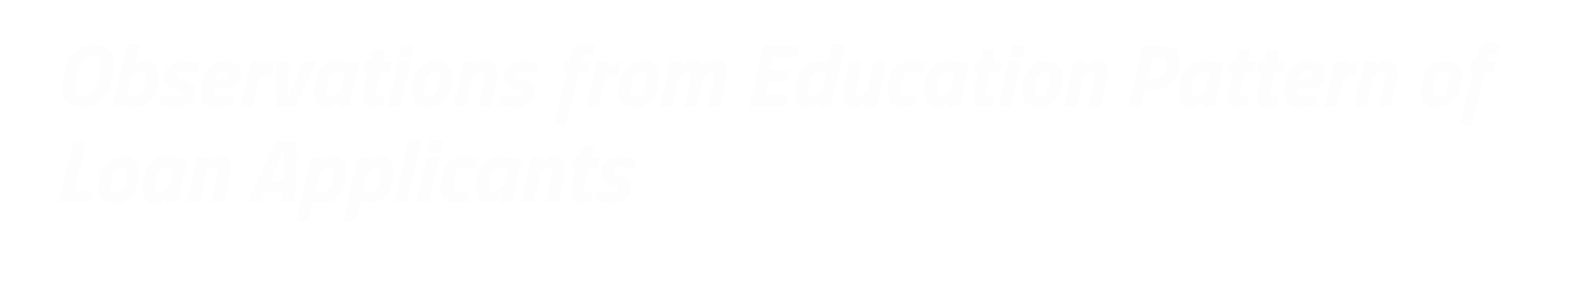 Observations from Education Pattern of
Loan Applicants